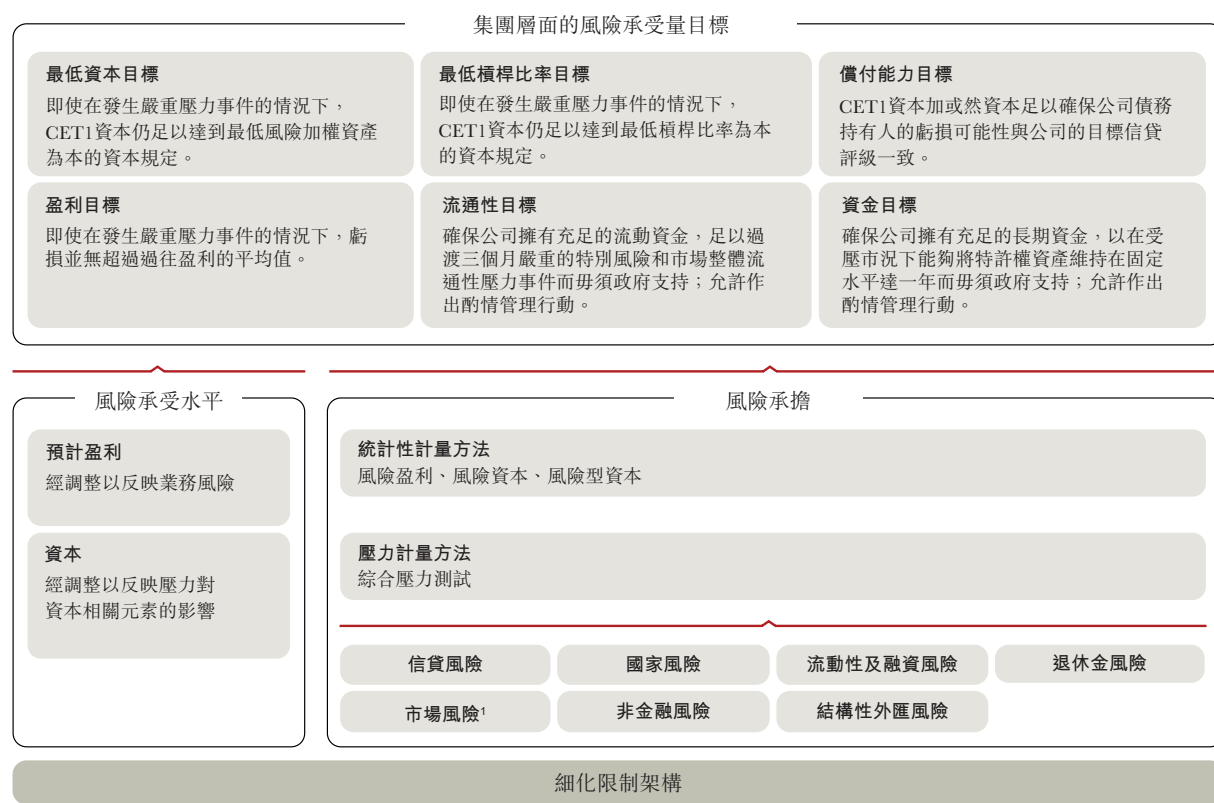 集團層面的風險承受量目標
最低資本目標
即使在發生嚴重壓力事件的情況下，
CET1資本仍足以達到最低風險加權資產
為本的資本規定。
最低槓桿比率目標
即使在發生嚴重壓力事件的情況下，
CET1資本仍足以達到最低槓桿比率為本
的資本規定。
償付能力目標
CET1資本加或然資本足以確保公司債務
持有人的虧損可能性與公司的目標信貸
評級一致。
盈利目標
即使在發生嚴重壓力事件的情況下，虧
損並無超過過往盈利的平均值。
流通性目標
確保公司擁有充足的流動資金，足以過
渡三個月嚴重的特別風險和市場整體流
通性壓力事件而毋須政府支持；允許作
出酌情管理行動。
資金目標
確保公司擁有充足的長期資金，以在受
壓市況下能夠將特許權資產維持在固定
水平達一年而毋須政府支持；允許作出
酌情管理行動。
風險承受水平
預計盈利
經調整以反映業務風險
資本
經調整以反映壓力對
資本相關元素的影響
風險承擔
統計性計量方法
風險盈利、風險資本、風險型資本
壓力計量方法
綜合壓力測試
信貸風險
國家風險
流動性及融資風險
退休金風險
市場風險¹
非金融風險
結構性外匯風險
細化限制架構